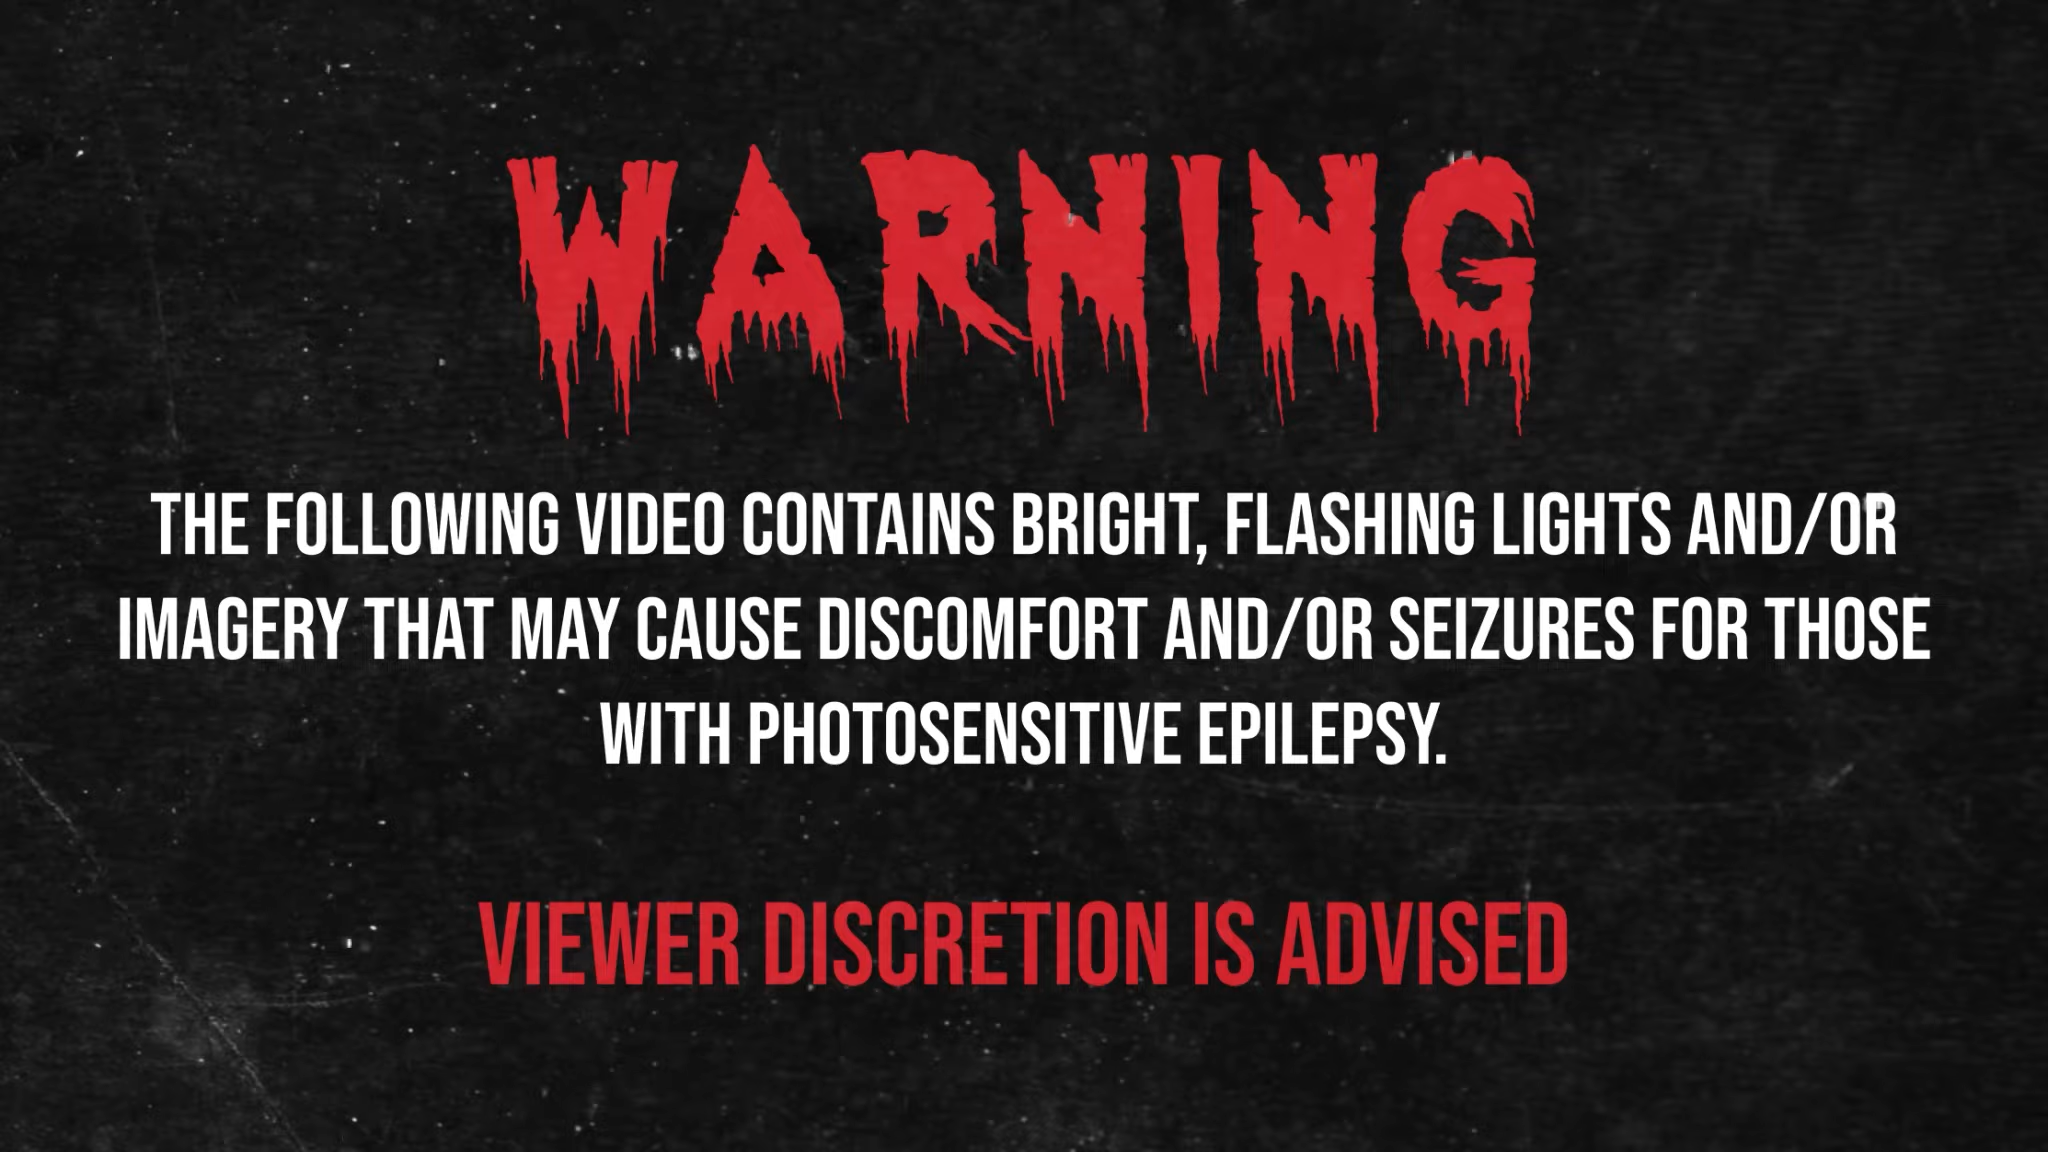 WARNING
THE FOLLOWING VIDEO CONTAINS BRIGHT, FLASHING LIGHTS AND/OR
IMAGERY THAT MAY CAUSE DISCOMFORT AND/OR SEIZURES FOR THOSE
WITH PHOTOSENSITIVE EPILEPSY.
VIEWER DISCRETION IS ADVISED